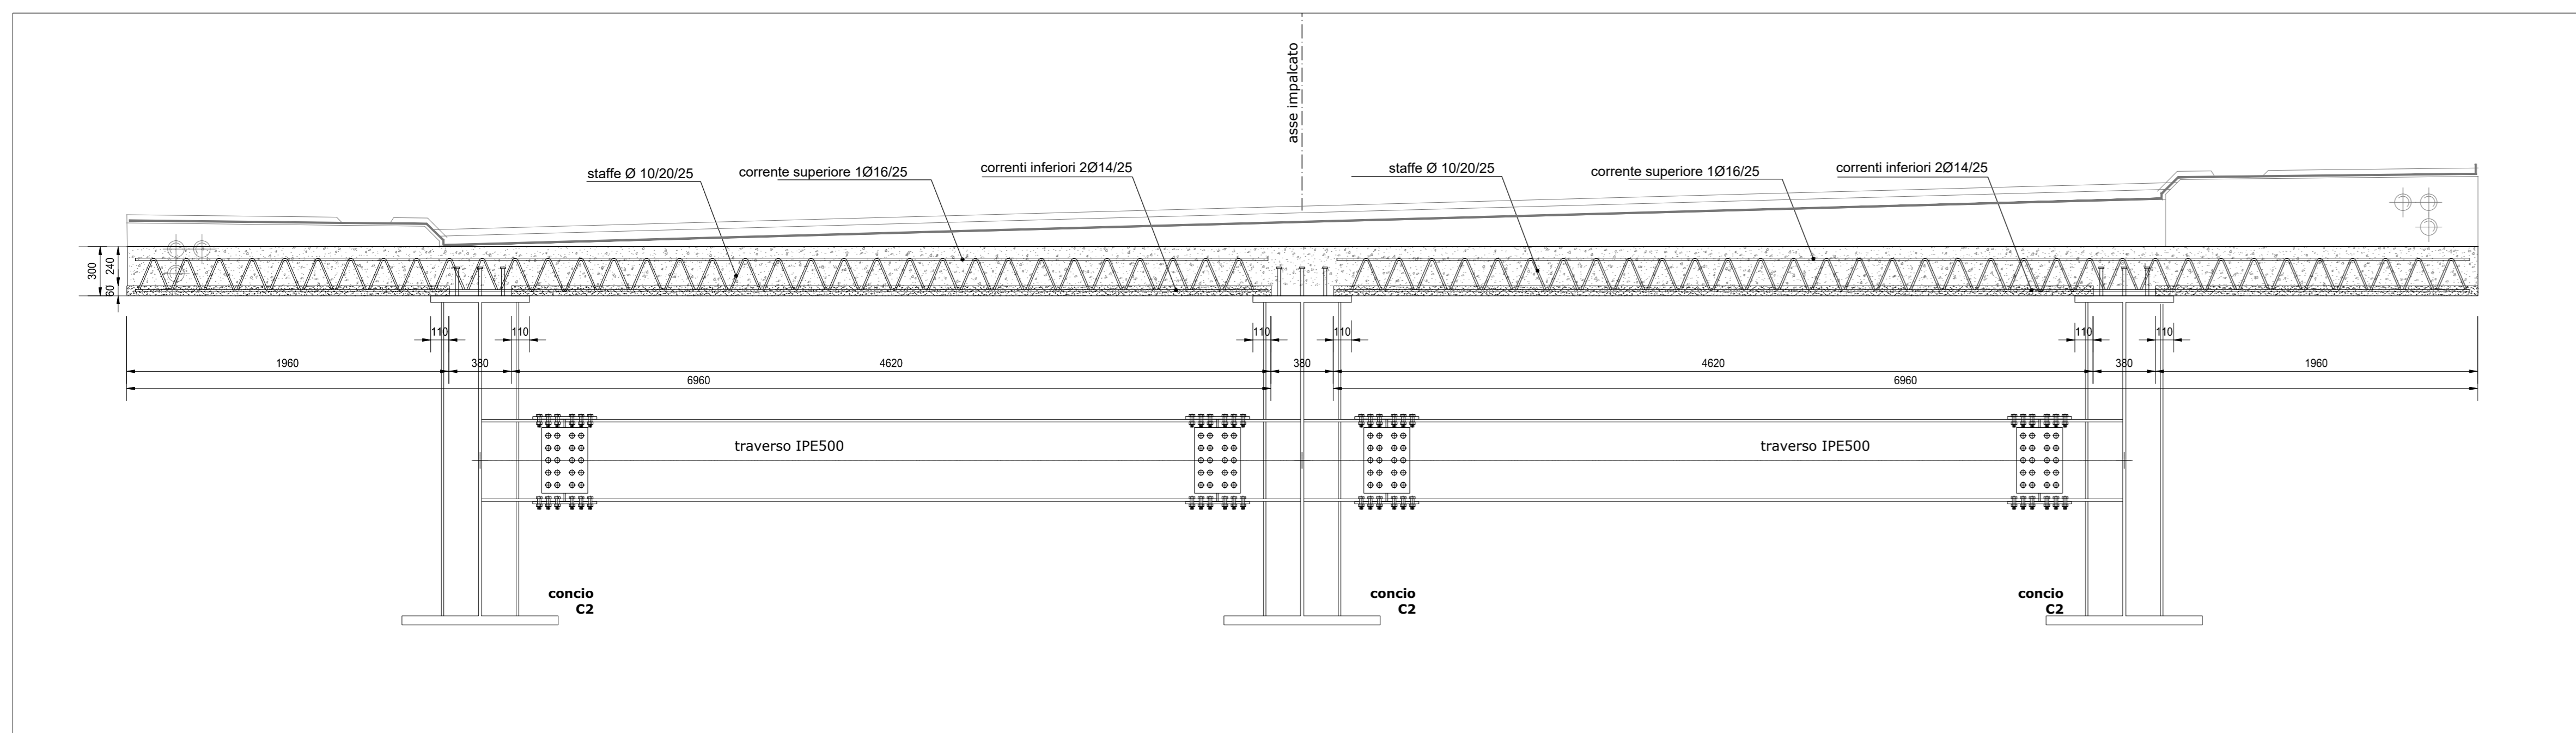 asse impalcato
staffe Ø 10/20/25
corrente superiore 1Ø16/25
correnti inferiori 2Ø14/25
staffe Ø 10/20/25
corrente superiore 1Ø16/25
correnti inferiori 2Ø14/25
300
240
60
110
110
110
110
110
110
1960
380
4620
380
4620
380
1960
6960
6960
traverso IPE500
traverso IPE500
concio
C2
concio
C2
concio
C2